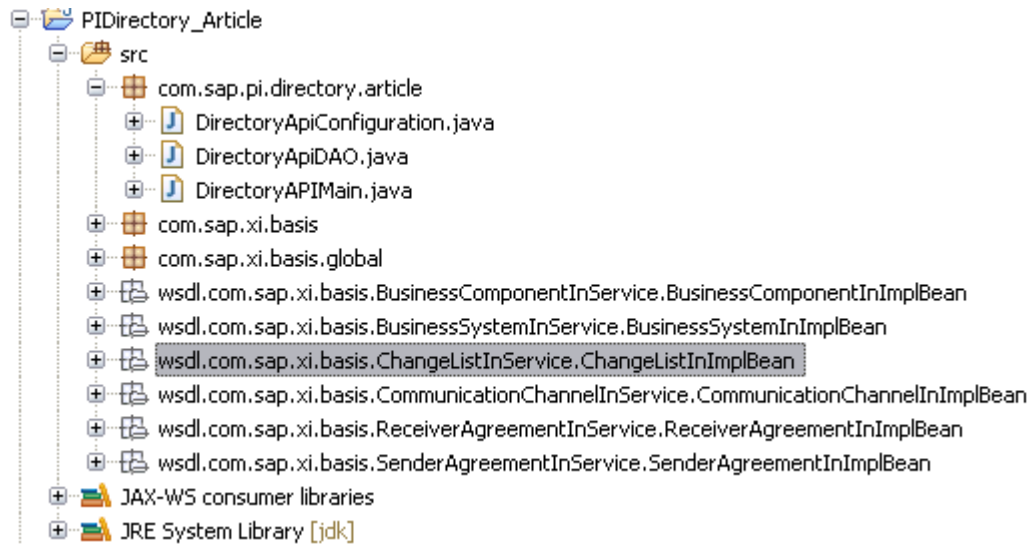 PIDirectory_Article
src
com.sap.pi.directory.article
DirectoryApiConfiguration.java
DirectoryApiDAO.java
DirectoryAPIMain.java
com.sap.xi.basis
com.sap.xi.basis.global
wsdl.com.sap.xi.basis.BusinessComponentInService.BusinessComponentInImplBean
wsdl.com.sap.xi.basis.BusinessSystemInService.BusinessSystemInImplBean
wsdl.com.sap.xi.basis.ChangeListInService.ChangeListInImplBean
wsdl.com.sap.xi.basis.CommunicationChannelInService.CommunicationChannelInImplBean
wsdl.com.sap.xi.basis.ReceiverAgreementInService.ReceiverAgreementInImplBean
wsdl.com.sap.xi.basis.SenderAgreementInService.SenderAgreementInImplBean
JAX-WS consumer libraries
JRE System Library [jdk]